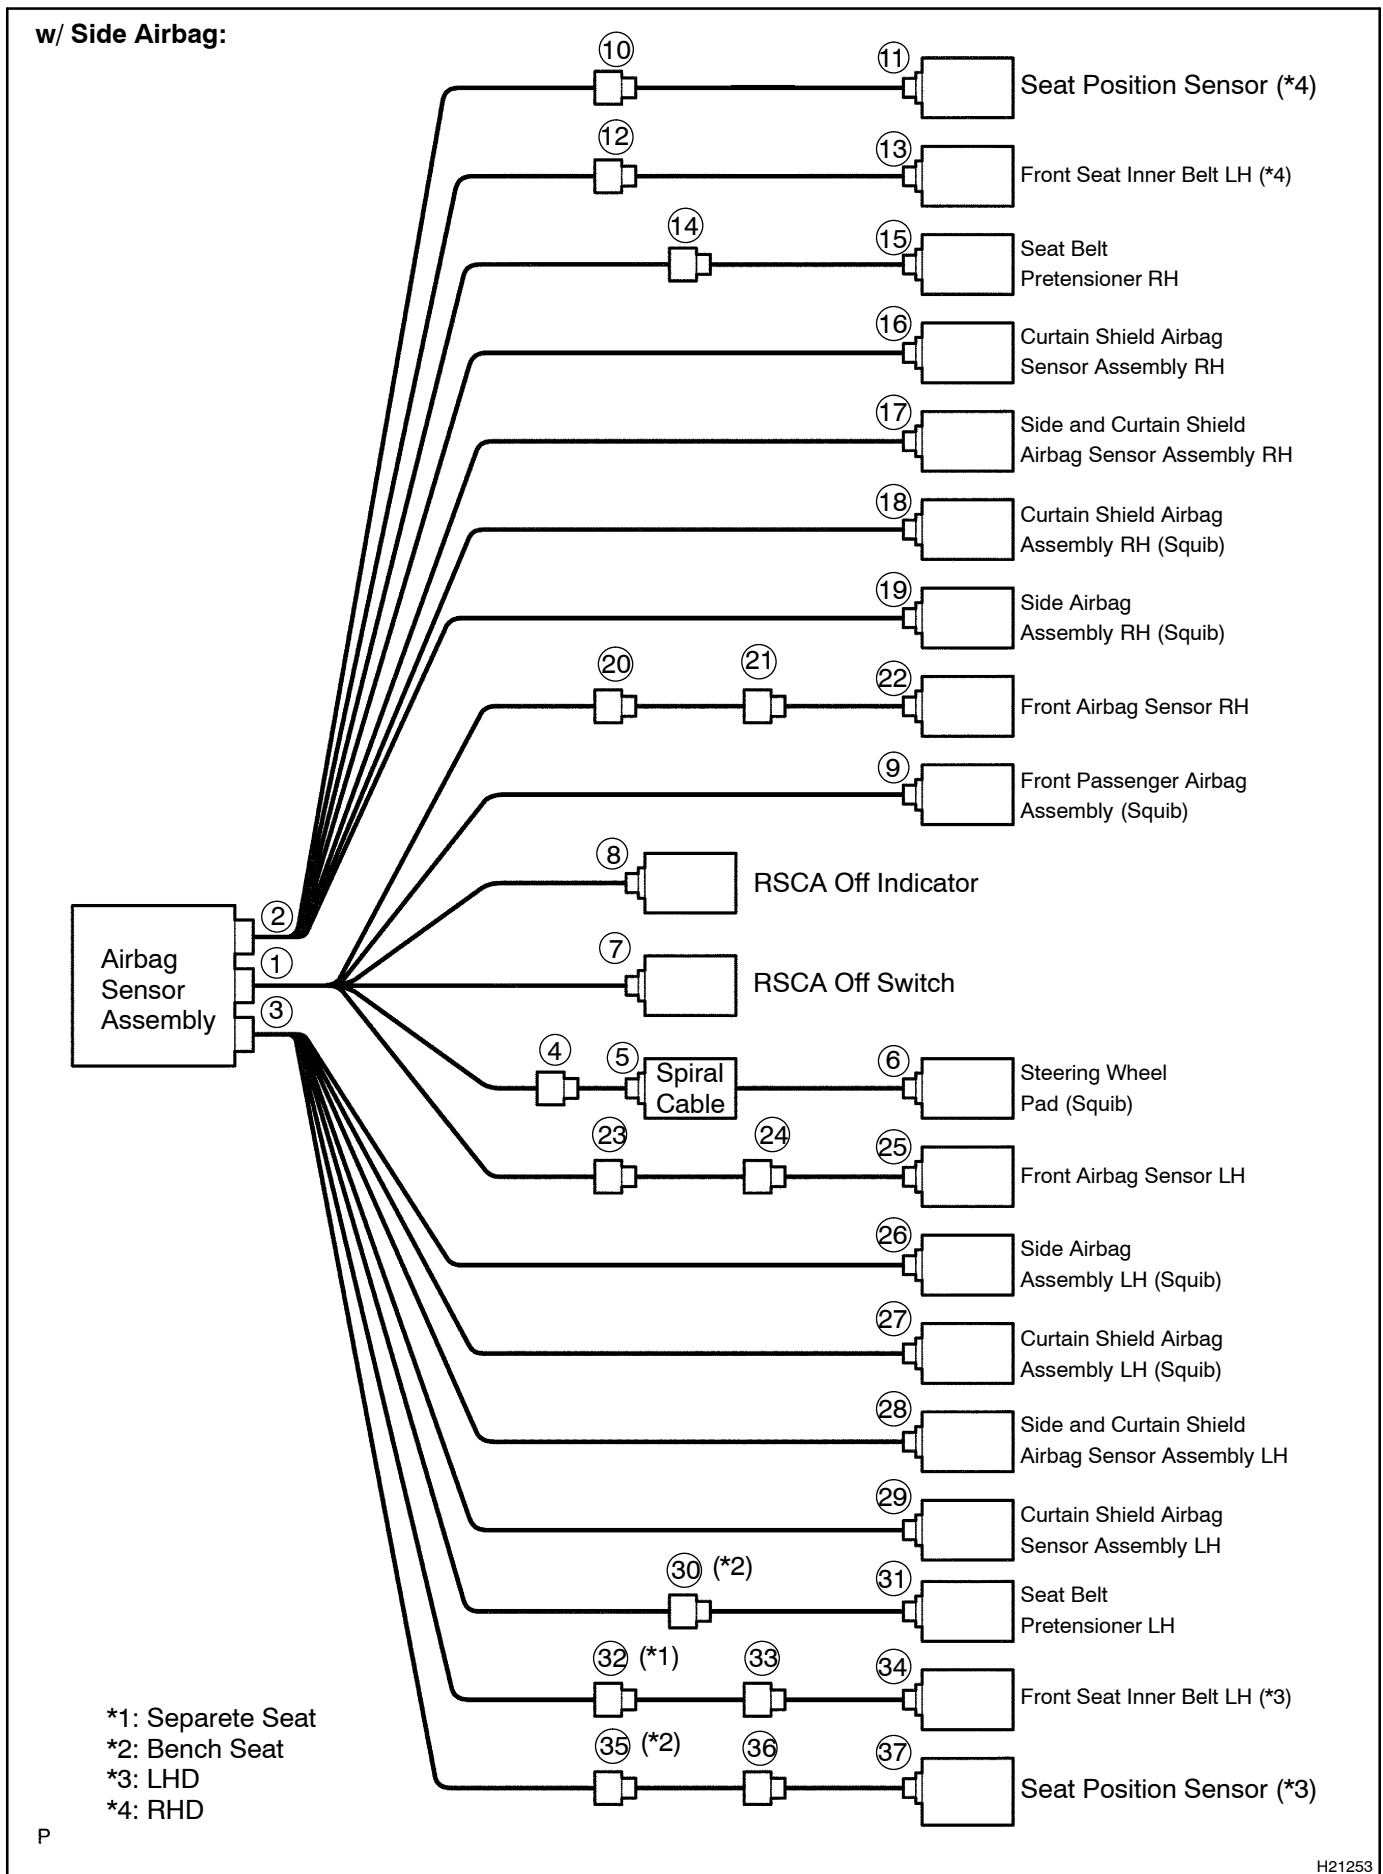 w/ Side Airbag:
10
11
Seat Position Sensor (*4)
12
13
Front Seat Inner Belt LH (*4)
14
15
Seat Belt
Pretensioner RH
16
Curtain Shield Airbag
Sensor Assembly RH
17
Side and Curtain Shield
Airbag Sensor Assembly RH
18
Curtain Shield Airbag
Assembly RH (Squib)
19
Side Airbag
Assembly RH (Squib)
20
21
22
Front Airbag Sensor RH
9
Front Passenger Airbag
Assembly (Squib)
8
RSCA Off Indicator
2
1
3
Airbag
Sensor
Assembly
7
RSCA Off Switch
4
5
Spiral
Cable
6
Steering Wheel
Pad (Squib)
23
24
25
Front Airbag Sensor LH
26
Side Airbag
Assembly LH (Squib)
27
Curtain Shield Airbag
Assembly LH (Squib)
28
Side and Curtain Shield
Airbag Sensor Assembly LH
29
Curtain Shield Airbag
Sensor Assembly LH
30 (*2)
31
Seat Belt
Pretensioner LH
32 (*1)
33
34
Front Seat Inner Belt LH (*3)
35 (*2)
36
37
Seat Position Sensor (*3)
*1: Separete Seat
*2: Bench Seat
*3: LHD
*4: RHD
P
H21253